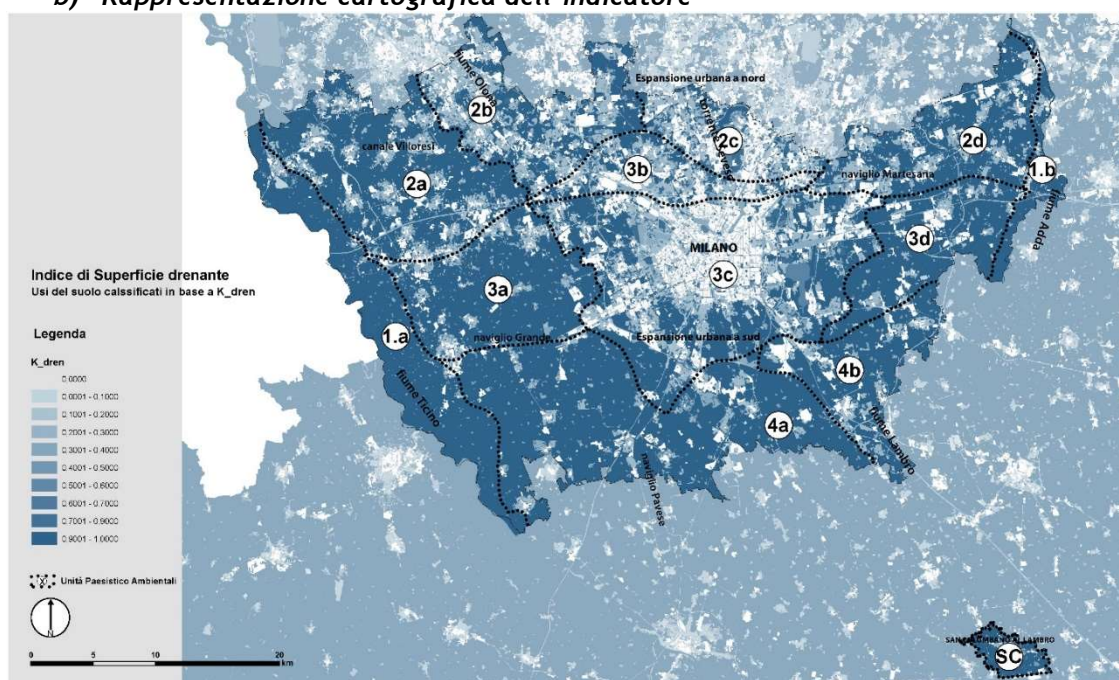 b) Rappresentazione cartografica dell'indicatore
Espansione urbana a nord
fiume Olona
2b
torrente Seveso
2c
2d
canale Villoresi
3b
1.b
2a
naviglio Martesana
fiume Adda
3d
MILANO
Indice di Superficie drenante
3c
Usi del suolo calssificati in base a K_dren
3a
Legenda
1.a
naviglio Grande
Espansione urbana a sud
K_dren
4b
0.0000
0.0001 - 0.1000
fiume Ticino
0.1001 - 0.2000
fiume Lambro
0.2001 - 0.3000
4a
0.3001 - 0.4000
0.4001 - 0.5000
naviglio Pavese
0.5001 - 0.6000
0.6001 - 0.7000
0.7001 - 0.9000
0.9001 - 1.0000
Unità Paesistico Ambientali
N
SAN COLOMBANO AL LAMBRO
SC
0 5 10 20
km